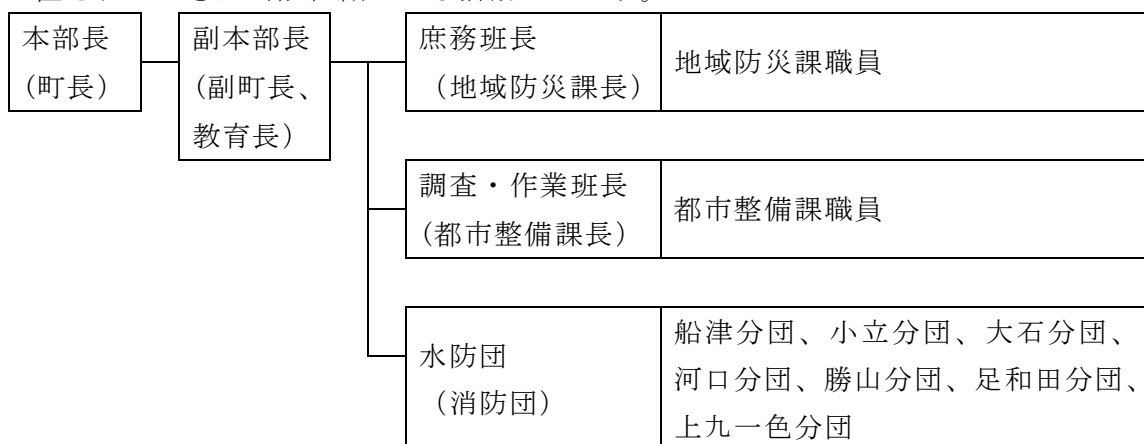 本部長
（町長）
副本部長
（副町長、
教育長）
庶務班長
（地域防災課長）
地域防災課職員
調査・作業班長
（都市整備課長）
都市整備課職員
水防団
（消防団）
船津分団、小立分団、大石分団、
河口分団、勝山分団、足和田分団、
上九一色分団